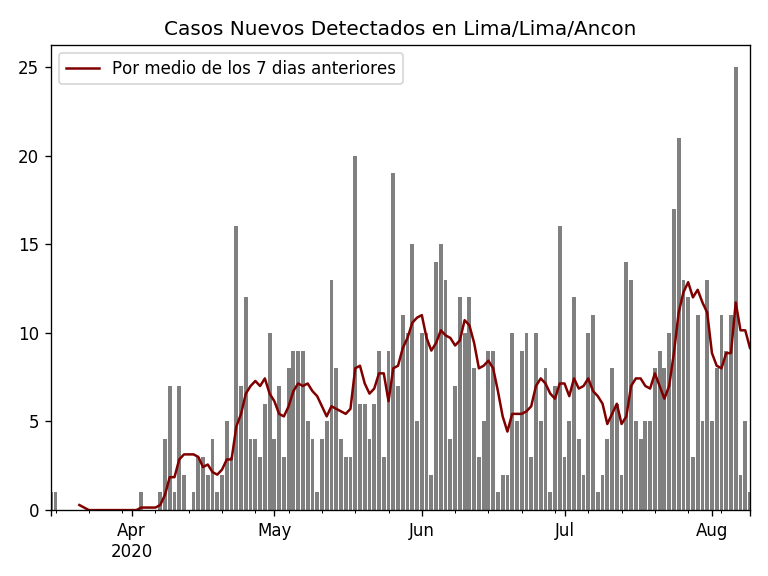 Casos Nuevos Detectados en Lima/Lima/Ancon
Por medio de los 7 dias anteriores
25
20
15
10
5
0
Apr
2020
May
Jun
Jul
Aug